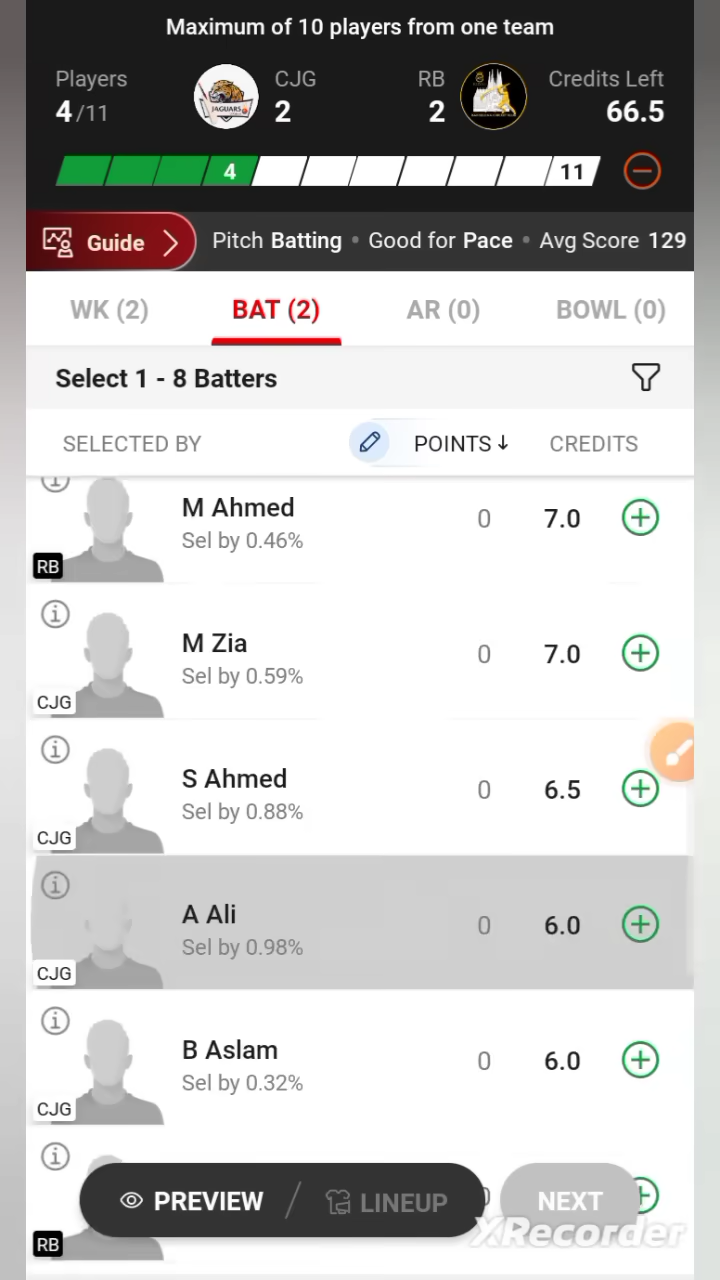 Maximum of 10 players from one team
Players CJG RB Credits Left
4/11 2 2 66.5
JAGUARS
4 11
Guide Pitch Batting • Good for Pace • Avg Score 129
WK (2) BAT (2) AR (0) BOWL (0)
Select 1 - 8 Batters
SELECTED BY POINTS↓ CREDITS
M Ahmed 0 7.0
Sel by 0.46%
RB
M Zia 0 7.0
Sel by 0.59%
CJG
S Ahmed 0 6.5
Sel by 0.88%
CJG
A Ali 0 6.0
Sel by 0.98%
CJG
B Aslam 0 6.0
Sel by 0.32%
CJG
PREVIEW / LINEUP NEXT
XRecorder
RB